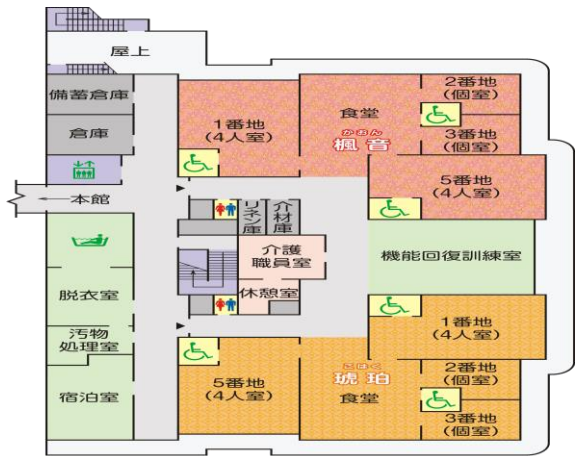 屋上
備蓄倉庫
倉庫
←本館
脱衣室
汚物
処理室
宿泊室
1番地
(4人室)
食堂
かおん
楓音
2番地
(個室)
3番地
(個室)
5番地
(4人室)
リネン庫
介材庫
介護
職員室
休憩室
機能回復訓練室
1番地
(4人室)
5番地
(4人室)
こはく
琥珀
食堂
2番地
(個室)
3番地
(個室)